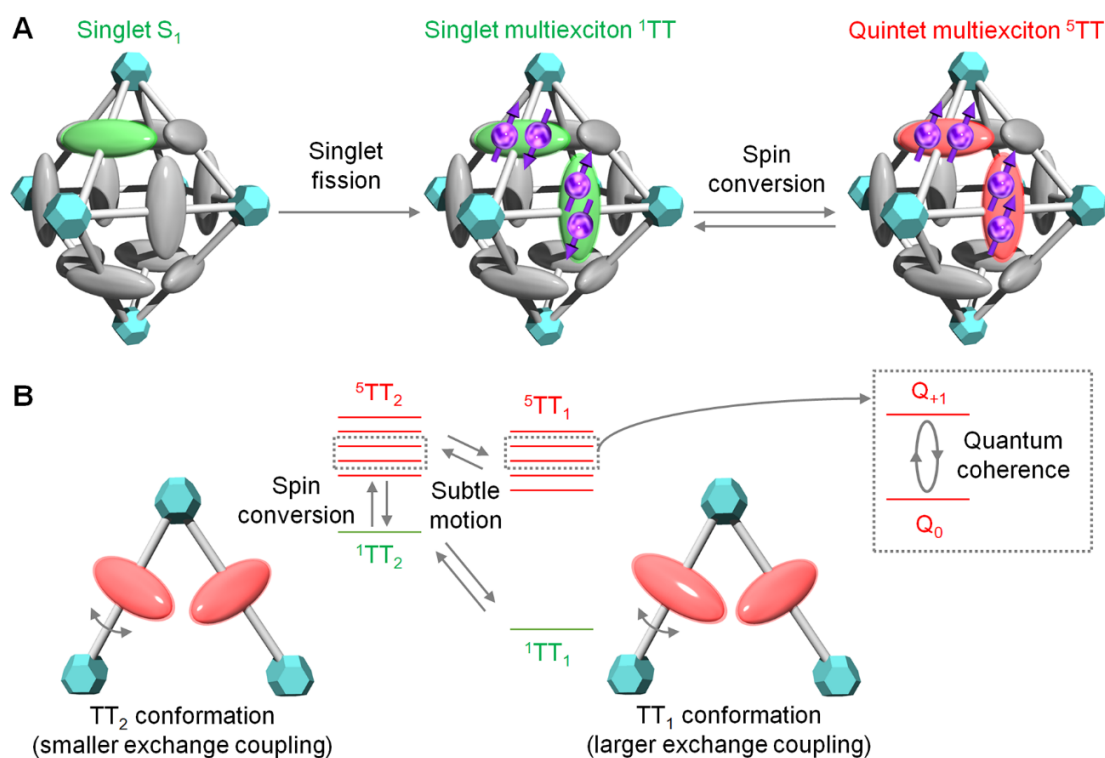 A
Singlet S₁
Singlet multiexciton ¹TT
Quintet multiexciton ⁵TT
Singlet
fission
Spin
conversion
B
⁵TT₂
⁵TT₁
Q₊₁
Quantum
coherence
Q₀
Spin
conversion
Subtle
motion
¹TT₂
¹TT₁
TT₂ conformation
(smaller exchange coupling)
TT₁ conformation
(larger exchange coupling)